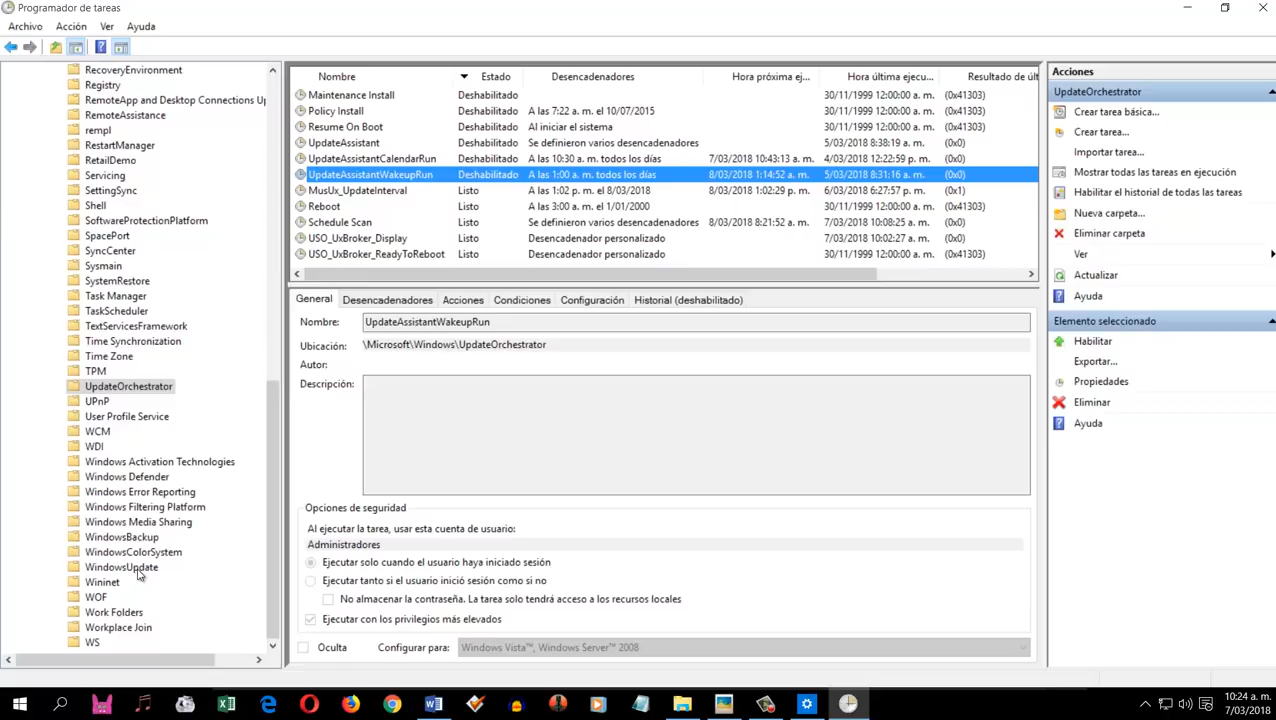 Programador de tareas
Archivo Acción Ver Ayuda
RecoveryEnvironment
Registry
RemoteApp and Desktop Connections U
RemoteAssistance
rempl
RestartManager
RetailDemo
Servicing
SettingSync
Shell
SoftwareProtectionPlatform
SpacePort
SyncCenter
Sysmain
SystemRestore
Task Manager
TaskScheduler
TextServicesFramework
Time Synchronization
Time Zone
TPM
UpdateOrchestrator
UPnP
User Profile Service
WCM
WDI
Windows Activation Technologies
Windows Defender
Windows Error Reporting
Windows Filtering Platform
Windows Media Sharing
WindowsBackup
WindowsColorSystem
WindowsUpdate
Wininet
WOF
Work Folders
Workplace Join
WS
Nombre Estado Desencadenadores Hora próxima ej... Hora última ejecu... Resultado de últ
Maintenance Install Deshabilitado 30/11/1999 12:00:00 a. m. (0x41303)
Policy Install Deshabilitado A las 7:22 a. m. el 10/07/2015 30/11/1999 12:00:00 a. m. (0x41303)
Resume On Boot Deshabilitado Al iniciar el sistema 30/11/1999 12:00:00 a. m. (0x41303)
UpdateAssistant Deshabilitado Se definieron varios desencadenadores 5/03/2018 8:38:19 a. m. (0x0)
UpdateAssistantCalendarRun Deshabilitado A las 10:30 a. m. todos los días 7/03/2018 10:43:13 a. m. 4/03/2018 12:22:59 p. m. (0x0)
UpdateAssistantWakeupRun Deshabilitado A las 1:00 a. m. todos los días 8/03/2018 1:14:52 a. m. 5/03/2018 8:31:16 a. m. (0x0)
MusUx_UpdateInterval Listo A las 1:02 p. m. el 8/03/2018 8/03/2018 1:02:29 p. m. 6/03/2018 6:27:57 p. m. (0x1)
Reboot Listo A las 3:00 a. m. el 1/01/2000 30/11/1999 12:00:00 a. m. (0x41303)
Schedule Scan Listo Se definieron varios desencadenadores 8/03/2018 8:21:52 a. m. 7/03/2018 10:08:25 a. m. (0x0)
USO_UxBroker_Display Listo Desencadenador personalizado 7/03/2018 10:02:27 a. m. (0x0)
USO_UxBroker_ReadyToReboot Listo Desencadenador personalizado 30/11/1999 12:00:00 a. m. (0x41303)
General Desencadenadores Acciones Condiciones Configuración Historial (deshabilitado)
Nombre: UpdateAssistantWakeupRun
Ubicación: \Microsoft\Windows\UpdateOrchestrator
Autor:
Descripción:
Opciones de seguridad
Al ejecutar la tarea, usar esta cuenta de usuario:
Administradores
Ejecutar solo cuando el usuario haya iniciado sesión
Ejecutar tanto si el usuario inició sesión como si no
No almacenar la contraseña. La tarea solo tendrá acceso a los recursos locales
Ejecutar con los privilegios más elevados
Oculta Configurar para: Windows Vista™, Windows Server™ 2008
Acciones
UpdateOrchestrator
Crear tarea básica...
Crear tarea...
Importar tarea...
Mostrar todas las tareas en ejecución
Habilitar el historial de todas las tareas
Nueva carpeta...
Eliminar carpeta
Ver
Actualizar
Ayuda
Elemento seleccionado
Habilitar
Exportar...
Propiedades
Eliminar
Ayuda
10:24 a. m.
7/03/2018